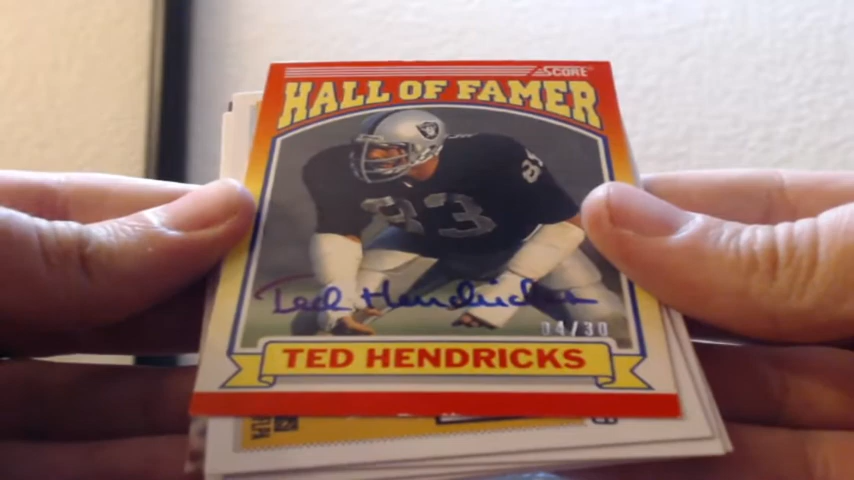 SCORE
HALL OF FAMER
83
Ted Hendricks
04/30
TED HENDRICKS